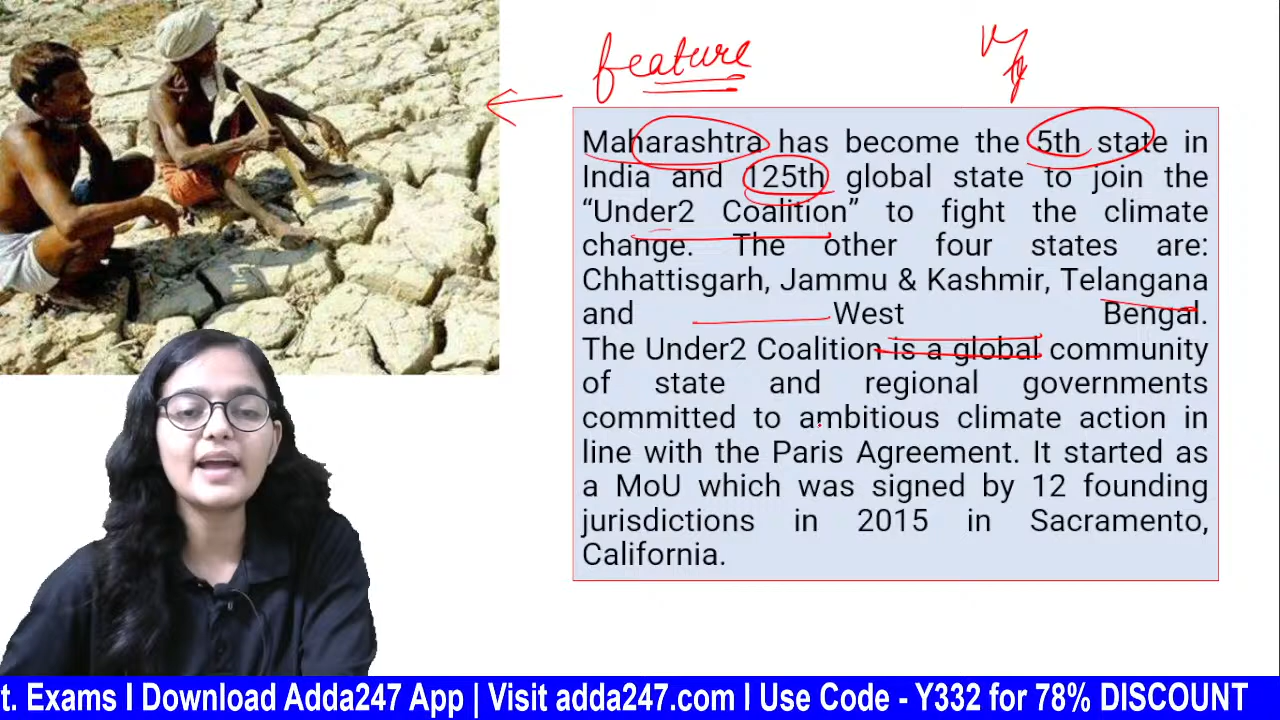 feature
Maharashtra has become the 5th state in
India and 125th global state to join the
“Under2 Coalition” to fight the climate
change. The other four states are:
Chhattisgarh, Jammu & Kashmir, Telangana
and West Bengal.
The Under2 Coalition is a global community
of state and regional governments
committed to ambitious climate action in
line with the Paris Agreement. It started as
a MoU which was signed by 12 founding
jurisdictions in 2015 in Sacramento,
California.
t. Exams I Download Adda247 App | Visit adda247.com I Use Code - Y332 for 78% DISCOUNT